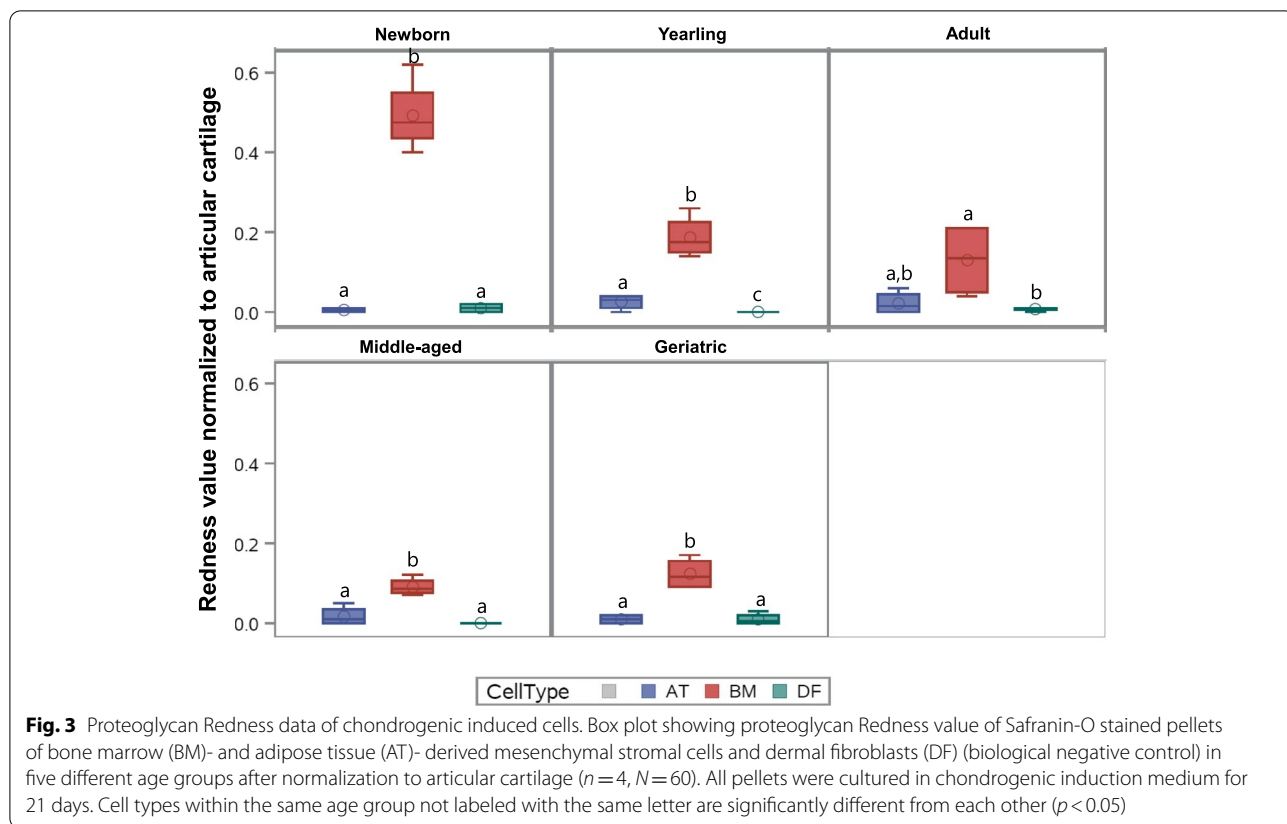 Newborn Yearling Adult
Redness value normalized to articular cartilage
0.6
0.4
0.2
0.0
a b a
a b c
a,b a b
Middle-aged Geriatric
0.6
0.4
0.2
0.0
a b a
a b a
CellType AT BM DF
Fig. 3 Proteoglycan Redness data of chondrogenic induced cells. Box plot showing proteoglycan Redness value of Safranin-O stained pellets
of bone marrow (BM)- and adipose tissue (AT)- derived mesenchymal stromal cells and dermal fibroblasts (DF) (biological negative control) in
five different age groups after normalization to articular cartilage (n = 4, N = 60). All pellets were cultured in chondrogenic induction medium for
21 days. Cell types within the same age group not labeled with the same letter are significantly different from each other (p < 0.05)